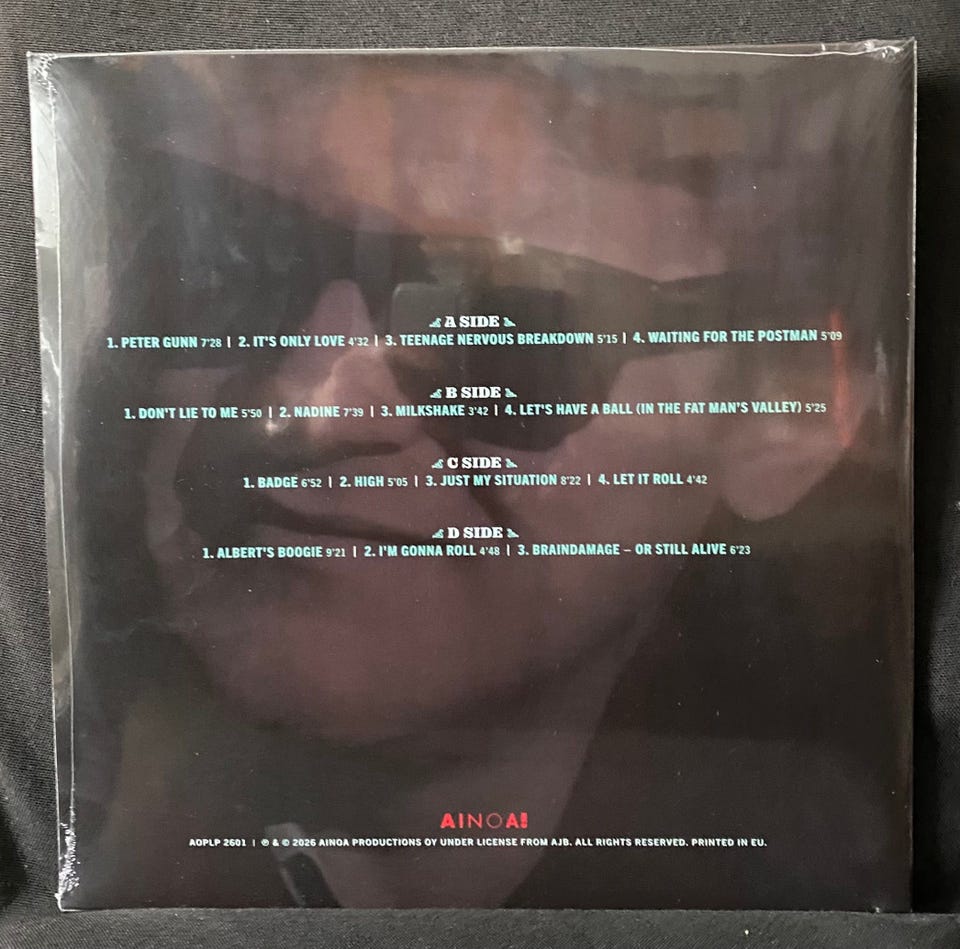 A SIDE
1. PETER GUNN 7'28 | 2. IT'S ONLY LOVE 4'32 | 3. TEENAGE NERVOUS BREAKDOWN 5'15 | 4. WAITING FOR THE POSTMAN 5'09
B SIDE
1. DON'T LIE TO ME 5'50 | 2. NADINE 7'39 | 3. MILKSHAKE 3'42 | 4. LET'S HAVE A BALL (IN THE FAT MAN'S VALLEY) 5'25
C SIDE
1. BADGE 6'52 | 2. HIGH 5'05 | 3. JUST MY SITUATION 8'22 | 4. LET IT ROLL 4'42
D SIDE
1. ALBERT'S BOOGIE 9'21 | 2. I'M GONNA ROLL 4'48 | 3. BRAINDAMAGE – OR STILL ALIVE 6'23
AINOA!
AOPLP 2601 | ℗ & © 2026 AINOA PRODUCTIONS OY UNDER LICENSE FROM AJB. ALL RIGHTS RESERVED. PRINTED IN EU.